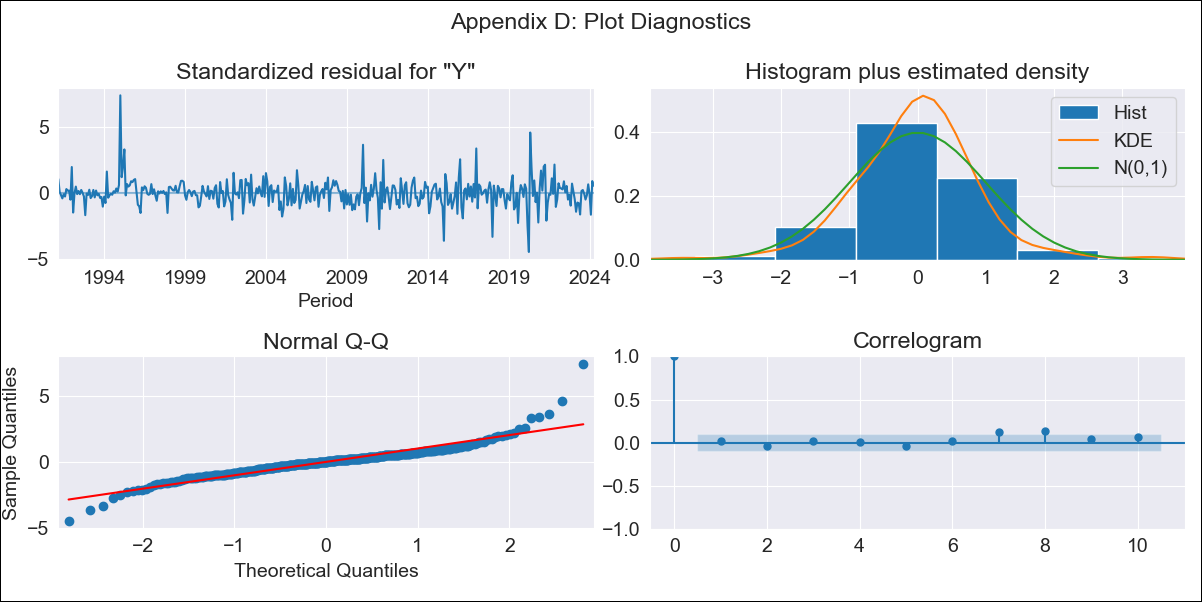 Appendix D: Plot Diagnostics
Standardized residual for "Y"
5
0
−5
1994 1999 2004 2009 2014 2019 2024
Period
Histogram plus estimated density
0.4
0.2
0.0
−3 −2 −1 0 1 2 3
Hist
KDE
N(0,1)
Normal Q-Q
Sample Quantiles
5
0
−5
−2 −1 0 1 2
Theoretical Quantiles
Correlogram
1.0
0.5
0.0
−0.5
−1.0
0 2 4 6 8 10